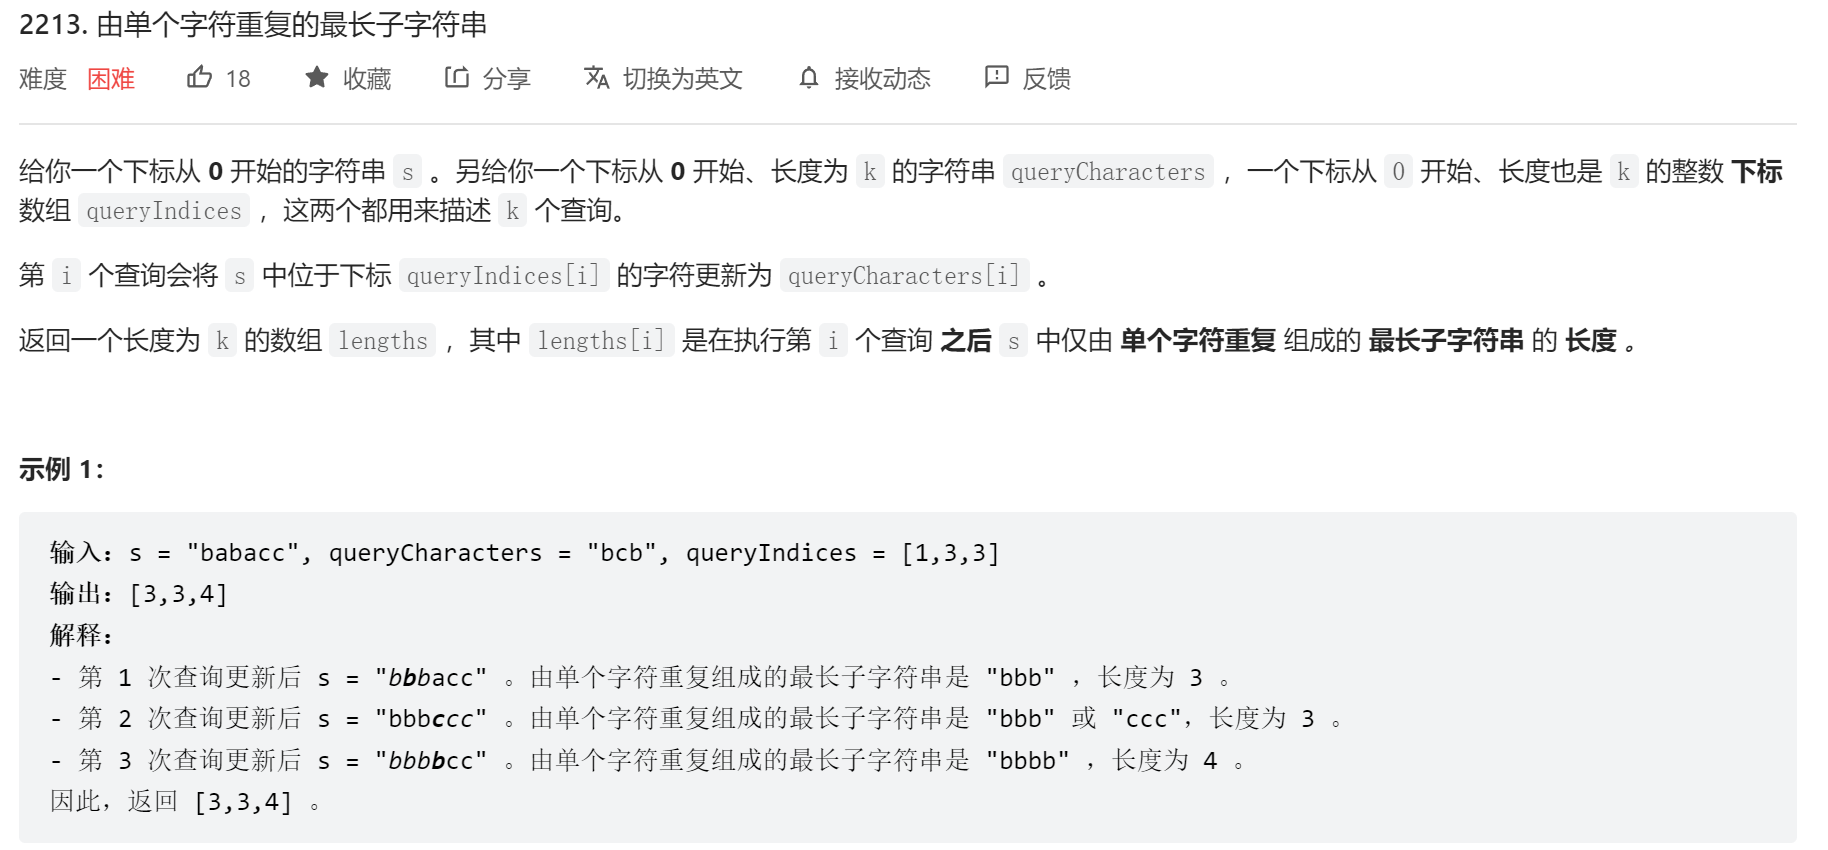 2213. 由单个字符重复的最长子字符串
难度 困难 18 收藏 分享 切换为英文 接收动态 反馈
给你一个下标从 0 开始的字符串 s 。另给你一个下标从 0 开始、长度为 k 的字符串 queryCharacters ，一个下标从 0 开始、长度也是 k 的整数 下标
数组 queryIndices ，这两个都用来描述 k 个查询。
第 i 个查询会将 s 中位于下标 queryIndices[i] 的字符更新为 queryCharacters[i] 。
返回一个长度为 k 的数组 lengths ，其中 lengths[i] 是在执行第 i 个查询 之后 s 中仅由 单个字符重复 组成的 最长子字符串 的 长度 。
示例 1：
输入：s = "babacc", queryCharacters = "bcb", queryIndices = [1,3,3]
输出：[3,3,4]
解释：
- 第 1 次查询更新后 s = "bbbacc" 。由单个字符重复组成的最长子字符串是 "bbb" ，长度为 3 。
- 第 2 次查询更新后 s = "bbbccc" 。由单个字符重复组成的最长子字符串是 "bbb" 或 "ccc"，长度为 3 。
- 第 3 次查询更新后 s = "bbbbcc" 。由单个字符重复组成的最长子字符串是 "bbbb" ，长度为 4 。
因此，返回 [3,3,4] 。